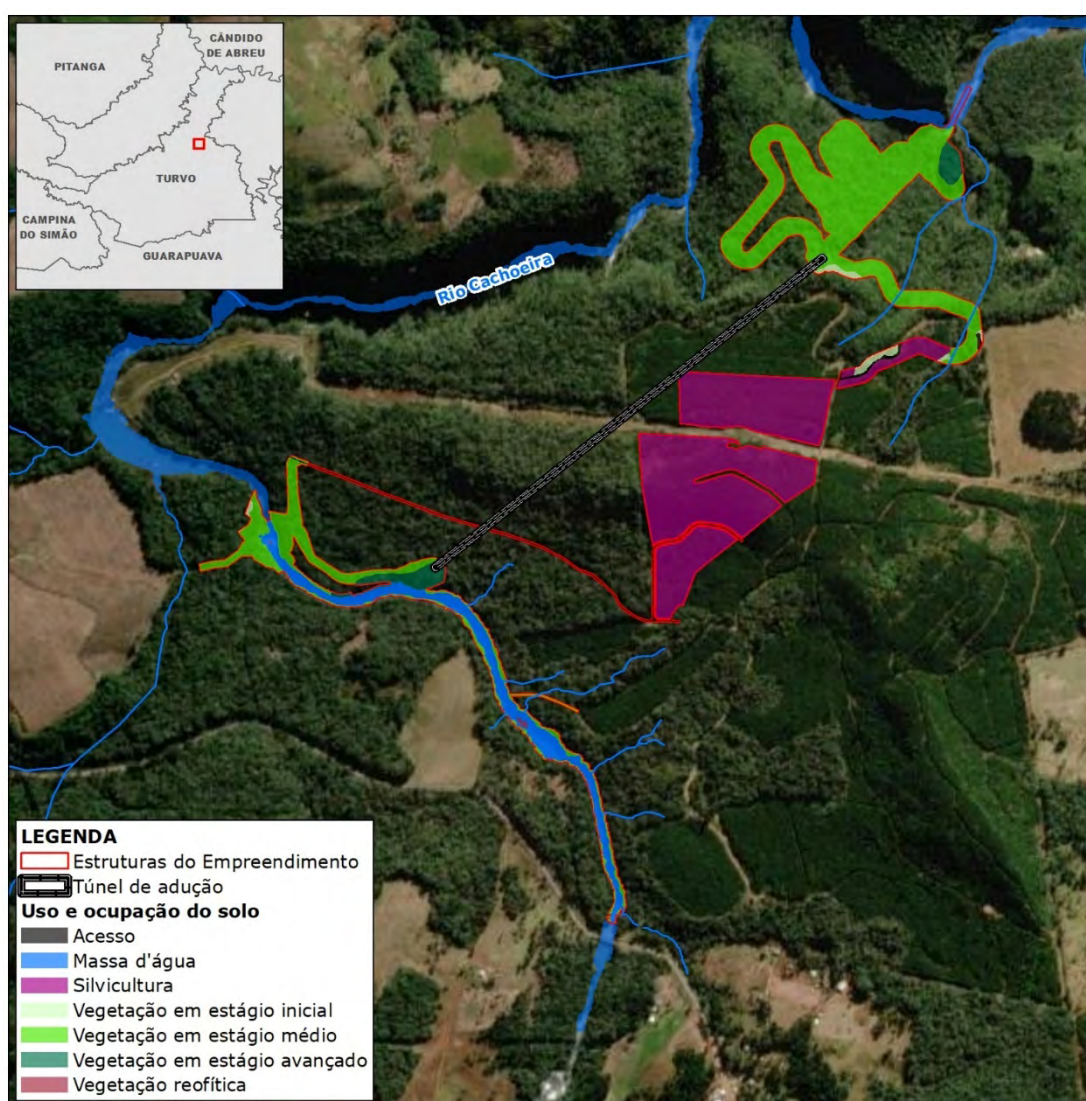 CÂNDIDO
DE ABREU
PITANGA
TURVO
CAMPINA
DO SIMÃO
GUARAPUAVA
Rio Cachoeira
LEGENDA
Estruturas do Empreendimento
Túnel de adução
Uso e ocupação do solo
Acesso
Massa d'água
Silvicultura
Vegetação em estágio inicial
Vegetação em estágio médio
Vegetação em estágio avançado
Vegetação reofítica